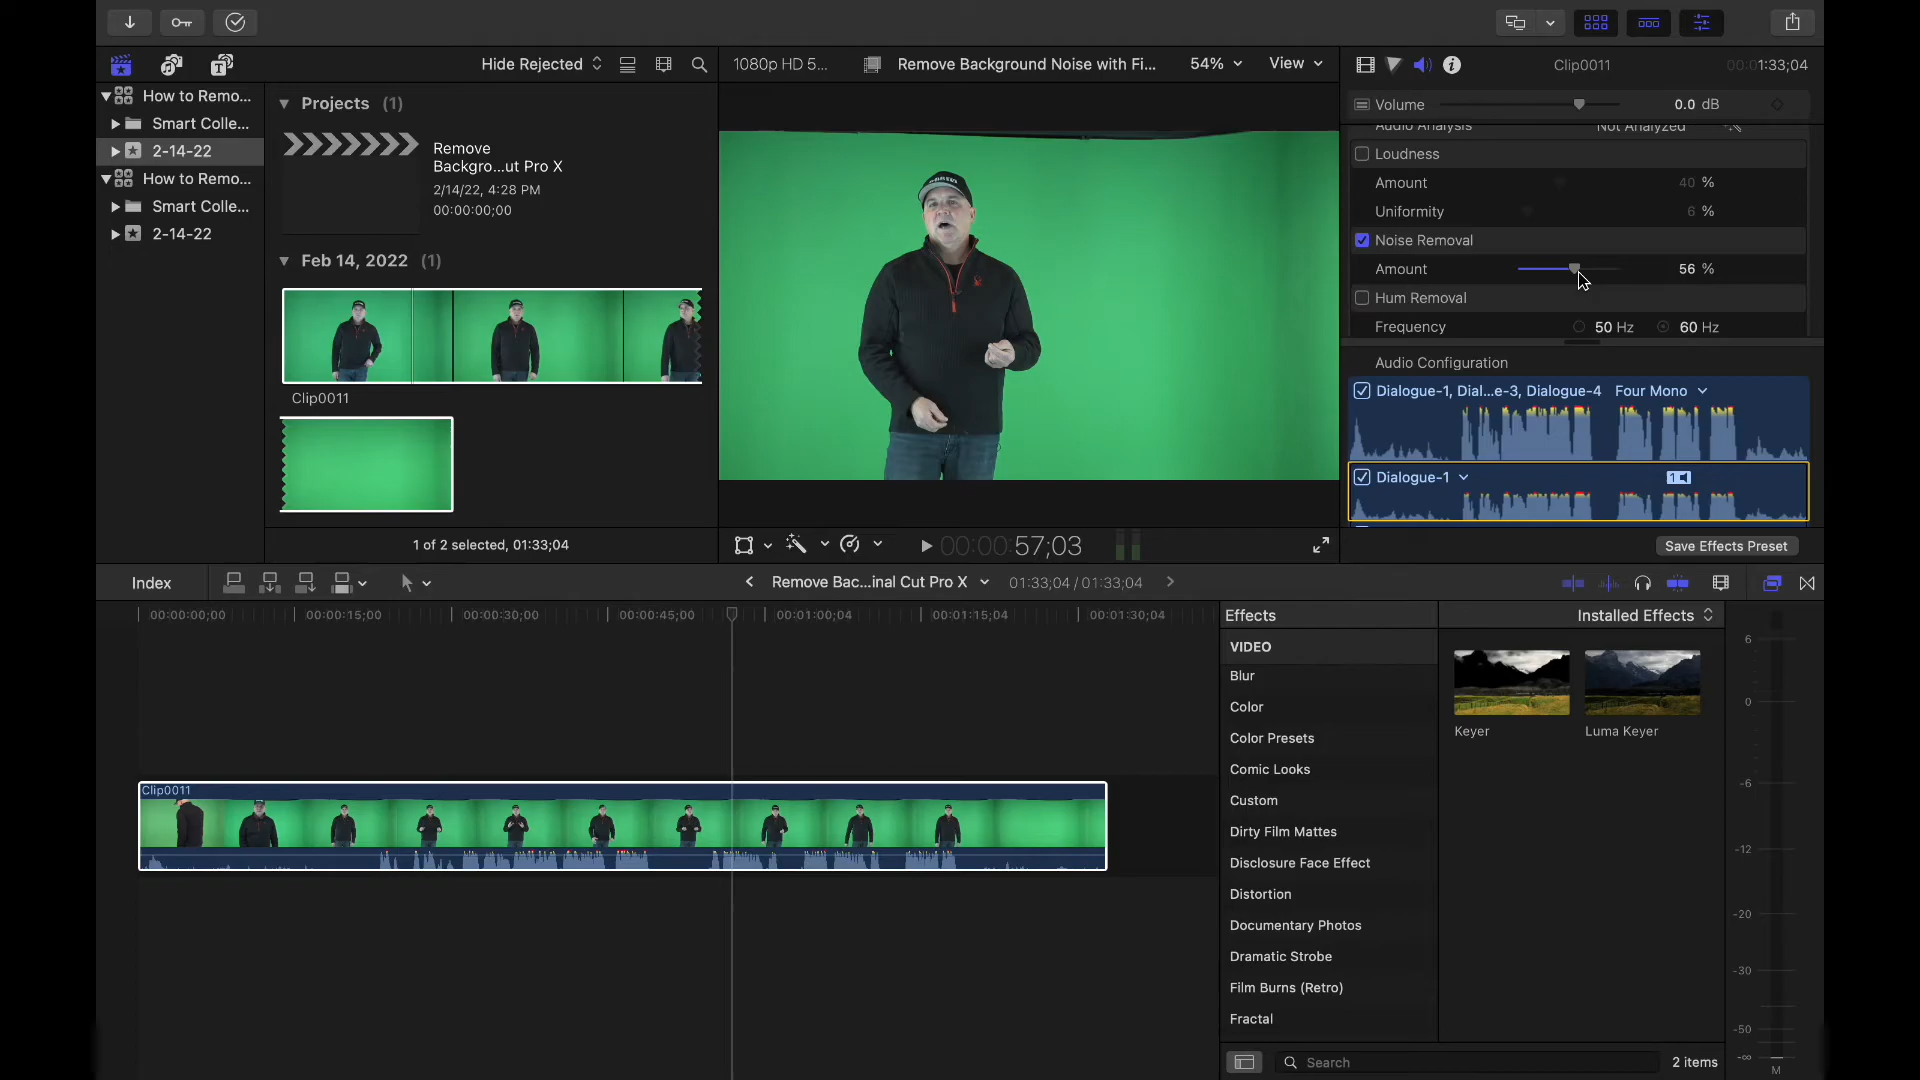 Hide Rejected
1080p HD 5...
Remove Background Noise with Fi...
54%
View
Clip0011
00:00:01:33;04
How to Remo...
Smart Colle...
2-14-22
How to Remo...
Smart Colle...
2-14-22
Projects (1)
Remove
Backgro...ut Pro X
2/14/22, 4:28 PM
00:00:00;00
Feb 14, 2022 (1)
Clip0011
1 of 2 selected, 01:33;04
Volume 0.0 dB
Audio Analysis Not Analyzed
Loudness
Amount 40 %
Uniformity 6 %
Noise Removal
Amount 56 %
Hum Removal
Frequency 50 Hz 60 Hz
Audio Configuration
Dialogue-1, Dial...e-3, Dialogue-4 Four Mono
Dialogue-1 1
Save Effects Preset
00:00:57;03
Index
Remove Bac...inal Cut Pro X
01:33;04 / 01:33;04
00:00:00;00 00:00:15;00 00:00:30;00 00:00:45;00 00:01:00;04 00:01:15;04 00:01:30;04
Clip0011
Effects
Installed Effects
VIDEO
Blur
Color
Color Presets
Comic Looks
Custom
Dirty Film Mattes
Disclosure Face Effect
Distortion
Documentary Photos
Dramatic Strobe
Film Burns (Retro)
Fractal
Keyer
Luma Keyer
Search
2 items
6
0
-6
-12
-20
-30
-50
-∞
M